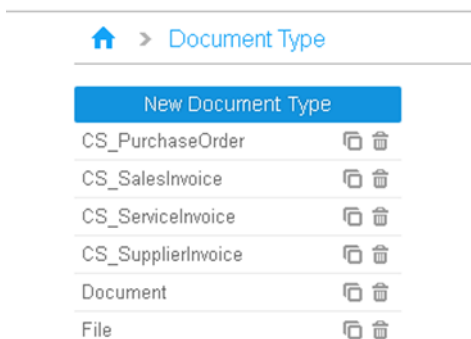 > Document Type
New Document Type
CS_PurchaseOrder
CS_SalesInvoice
CS_ServiceInvoice
CS_SupplierInvoice
Document
File